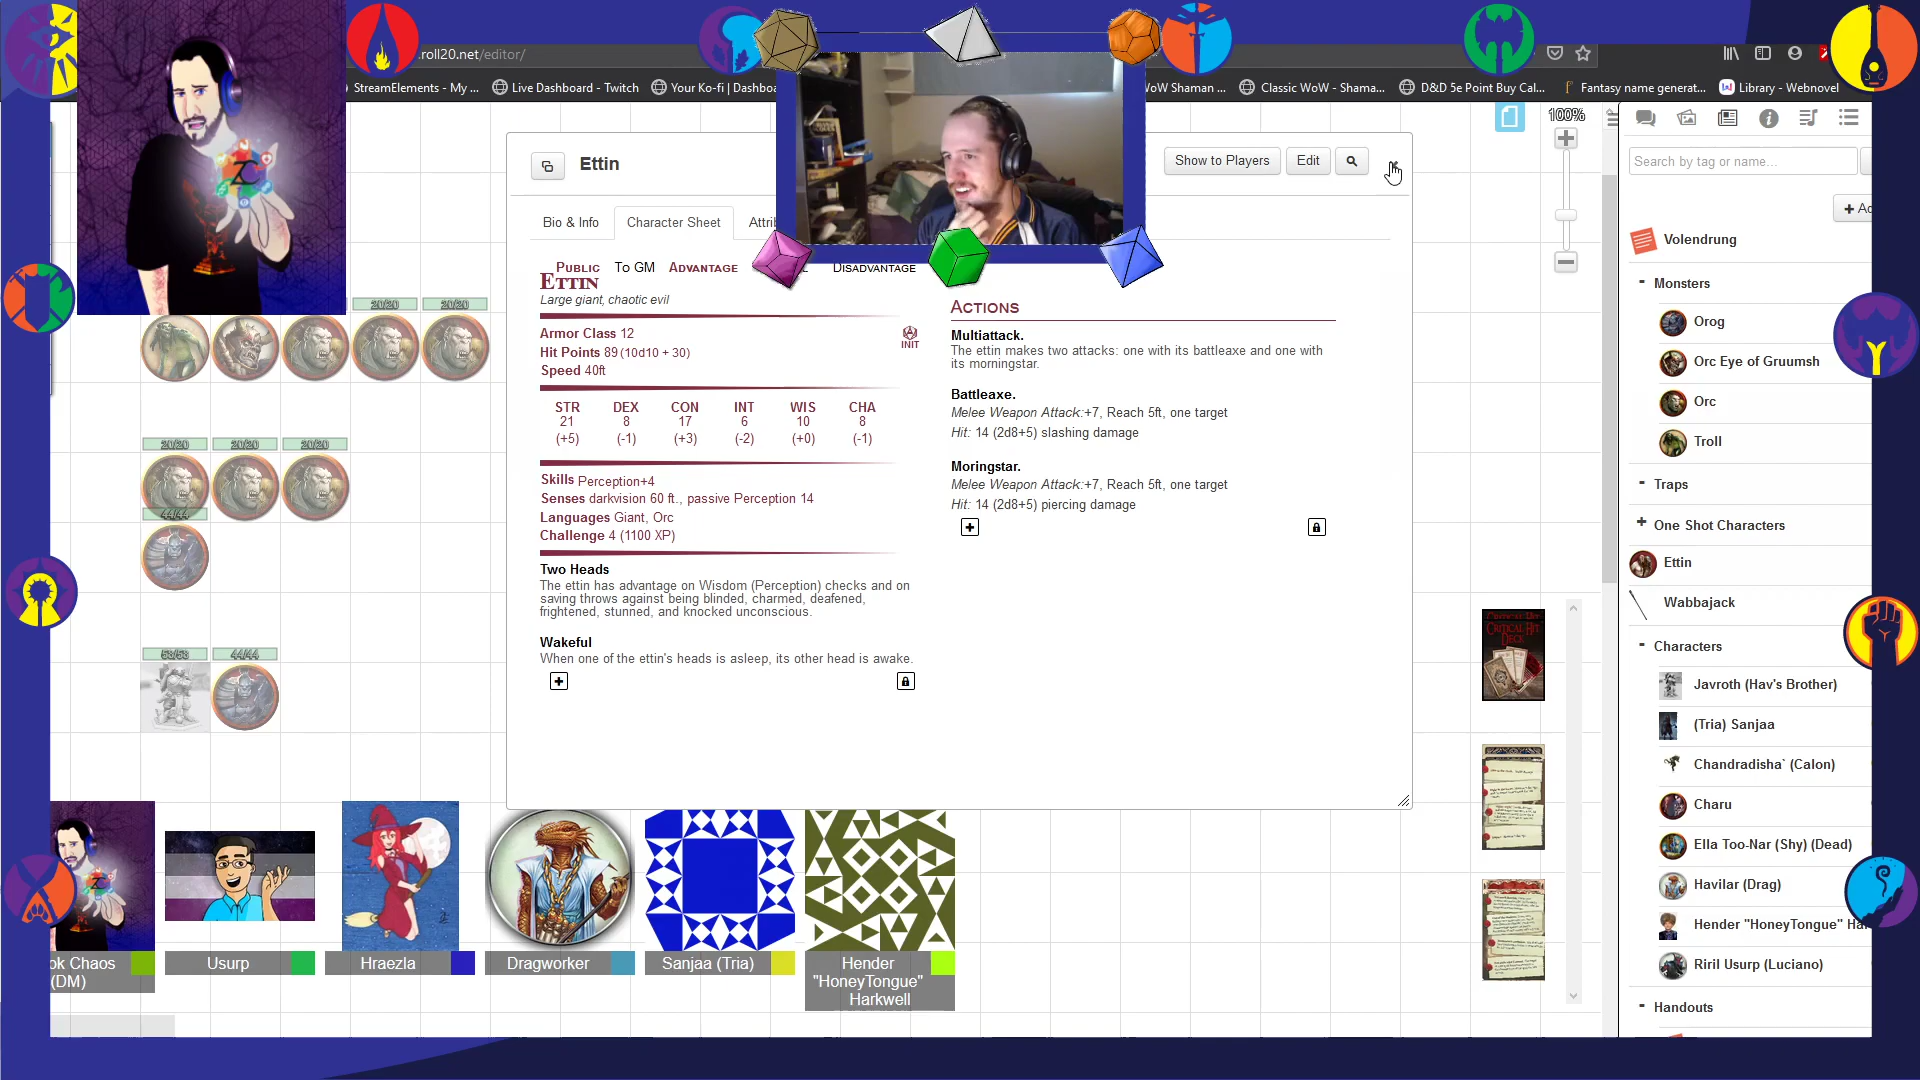 .roll20.net/editor/
StreamElements - My ...
Live Dashboard - Twitch
Your Ko-fi | Dashboa
WoW Shaman ...
Classic WoW - Shama...
D&D 5e Point Buy Cal...
Fantasy name generat...
Library - Webnovel
100%
Ettin
Show to Players
Edit
Bio & Info
Character Sheet
Attrib
Public
To GM
Advantage
Disadvantage
Ettin
Large giant, chaotic evil
Armor Class 12
Hit Points 89 (10d10 + 30)
Speed 40ft
INIT
STR DEX CON INT WIS CHA
21 8 17 6 10 8
(+5) (-1) (+3) (-2) (+0) (-1)
Skills Perception+4
Senses darkvision 60 ft., passive Perception 14
Languages Giant, Orc
Challenge 4 (1100 XP)
Two Heads
The ettin has advantage on Wisdom (Perception) checks and on
saving throws against being blinded, charmed, deafened,
frightened, stunned, and knocked unconscious.
Wakeful
When one of the ettin's heads is asleep, its other head is awake.
Actions
Multiattack.
The ettin makes two attacks: one with its battleaxe and one with
its morningstar.
Battleaxe.
Melee Weapon Attack:+7, Reach 5ft, one target
Hit: 14 (2d8+5) slashing damage
Moringstar.
Melee Weapon Attack:+7, Reach 5ft, one target
Hit: 14 (2d8+5) piercing damage
20/20
20/20
20/20
20/20
20/20
44/44
53/53
44/44
Search by tag or name...
Volendrung
Monsters
Orog
Orc Eye of Gruumsh
Orc
Troll
Traps
One Shot Characters
Ettin
Wabbajack
Characters
Javroth (Hav's Brother)
(Tria) Sanjaa
Chandradisha` (Calon)
Charu
Ella Too-Nar (Shy) (Dead)
Havilar (Drag)
Hender "HoneyTongue" Har
Riril Usurp (Luciano)
Handouts
Critical Hit
Deck
ok Chaos
(DM)
Usurp
Hraezla
Dragworker
Sanjaa (Tria)
Hender
"HoneyTongue"
Harkwell